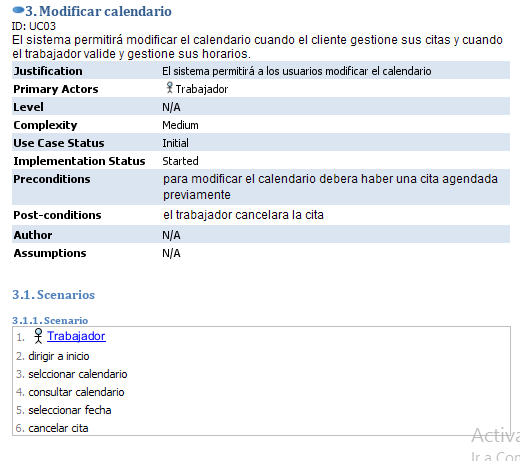 3. Modificar calendario
ID: UC03
El sistema permitirá modificar el calendario cuando el cliente gestione sus citas y cuando
el trabajador valide y gestione sus horarios.
Justification El sistema permitirá a los usuarios modificar el calendario
Primary Actors Trabajador
Level N/A
Complexity Medium
Use Case Status Initial
Implementation Status Started
Preconditions para modificar el calendario debera haber una cita agendada
previamente
Post-conditions el trabajador cancelara la cita
Author N/A
Assumptions N/A
3.1. Scenarios
3.1.1. Scenario
1. Trabajador
2. dirigir a inicio
3. selccionar calendario
4. consultar calendario
5. seleccionar fecha
6. cancelar cita
Activa
Ir a Con